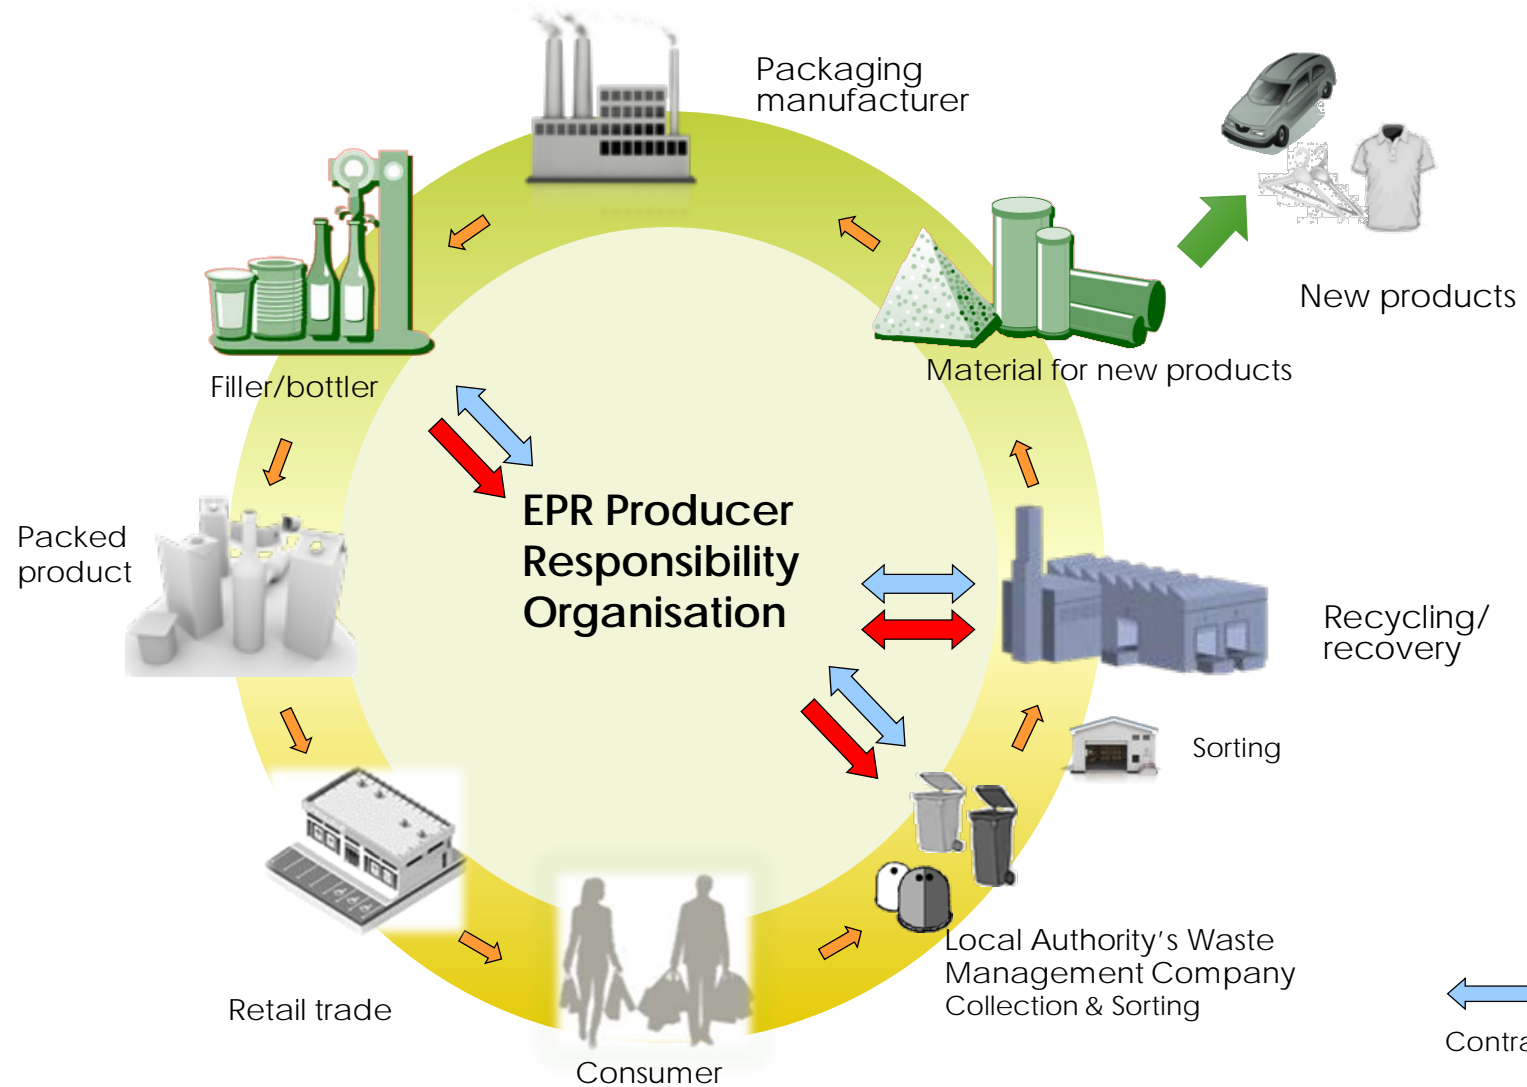 Packaging
manufacturer
New products
Material for new products
Filler/bottler
EPR Producer
Responsibility
Organisation
Packed
product
Recycling/
recovery
Sorting
Local Authority's Waste
Management Company
Collection & Sorting
Retail trade
Consumer